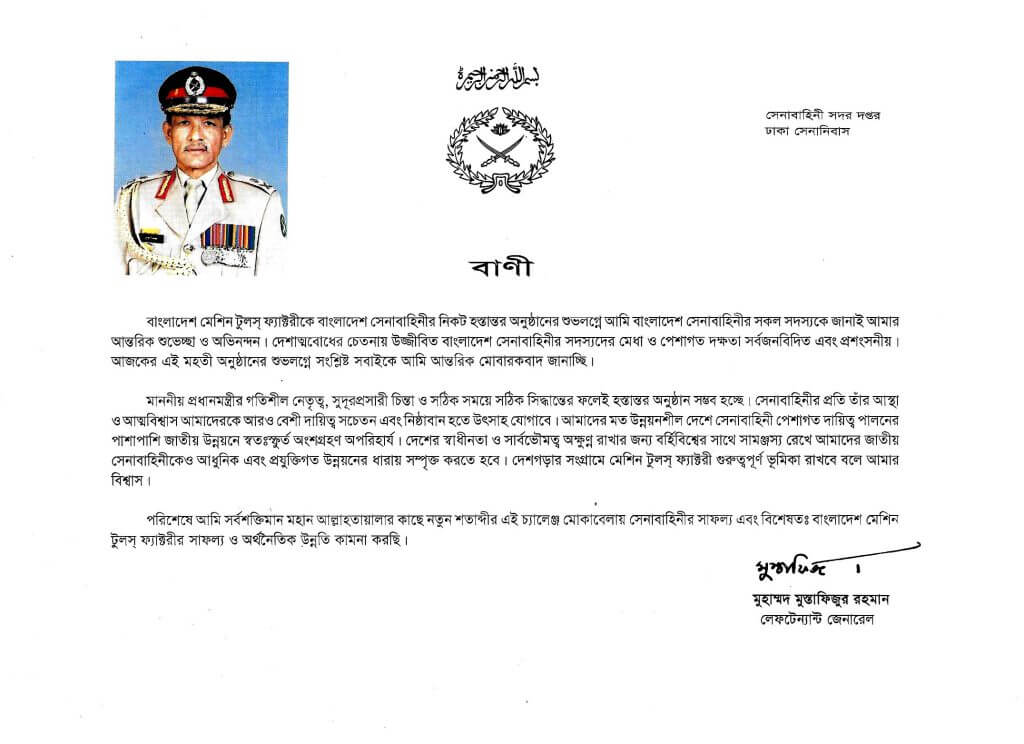 بسم الله الرحمن الرحيم
সেনাবাহিনী সদর দপ্তর
ঢাকা সেনানিবাস
বাণী
বাংলাদেশ মেশিন টুলস্ ফ্যাক্টরীকে বাংলাদেশ সেনাবাহিনীর নিকট হস্তান্তর অনুষ্ঠানের শুভলগ্নে আমি বাংলাদেশ সেনাবাহিনীর সকল সদস্যকে জানাই আমার
আন্তরিক শুভেচ্ছা ও অভিনন্দন। দেশাত্মবোধের চেতনায় উজ্জীবিত বাংলাদেশ সেনাবাহিনীর সদস্যদের মেধা ও পেশাগত দক্ষতা সর্বজনবিদিত এবং প্রশংসনীয়।
আজকের এই মহতী অনুষ্ঠানের শুভলগ্নে সংশ্লিষ্ট সবাইকে আমি আন্তরিক মোবারকবাদ জানাচ্ছি।
মাননীয় প্রধানমন্ত্রীর গতিশীল নেতৃত্ব, সুদূরপ্রসারী চিন্তা ও সঠিক সময়ে সঠিক সিদ্ধান্তের ফলেই হস্তান্তর অনুষ্ঠান সম্ভব হচ্ছে। সেনাবাহিনীর প্রতি তাঁর আস্থা
ও আত্মবিশ্বাস আমাদেরকে আরও বেশী দায়িত্ব সচেতন এবং নিষ্ঠাবান হতে উৎসাহ যোগাবে। আমাদের মত উন্নয়নশীল দেশে সেনাবাহিনী পেশাগত দায়িত্ব পালনের
পাশাপাশি জাতীয় উন্নয়নে স্বতঃস্ফুর্ত অংশগ্রহণ অপরিহার্য। দেশের স্বাধীনতা ও সার্বভৌমত্ব অক্ষুণ্ন রাখার জন্য বর্হিবিশ্বের সাথে সামঞ্জস্য রেখে আমাদের জাতীয়
সেনাবাহিনীকেও আধুনিক এবং প্রযুক্তিগত উন্নয়নের ধারায় সম্পৃক্ত করতে হবে। দেশগড়ার সংগ্রামে মেশিন টুলস্ ফ্যাক্টরী গুরুত্বপূর্ণ ভূমিকা রাখবে বলে আমার
বিশ্বাস।
পরিশেষে আমি সর্বশক্তিমান মহান আল্লাহতায়ালার কাছে নতুন শতাব্দীর এই চ্যালেঞ্জ মোকাবেলায় সেনাবাহিনীর সাফল্য এবং বিশেষতঃ বাংলাদেশ মেশিন
টুলস্ ফ্যাক্টরীর সাফল্য ও অর্থনৈতিক উন্নতি কামনা করছি।
মুস্তাফিজ
মুহাম্মদ মুস্তাফিজুর রহমান
লেফটেন্যান্ট জেনারেল